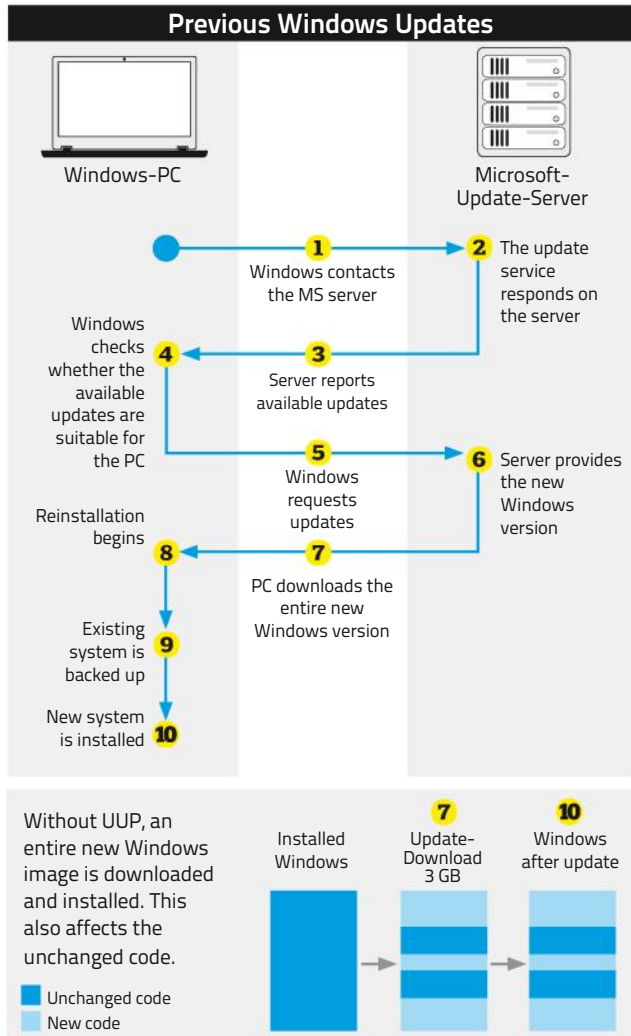 Previous Windows Updates
Windows-PC
Microsoft-
Update-Server
1
Windows contacts
the MS server
2
The update
service
responds on
the server
3
Server reports
available updates
4
Windows
checks
whether the
available
updates are
suitable for
the PC
5
Windows
requests
updates
6
Server provides
the new
Windows
version
7
PC downloads the
entire new
Windows version
Reinstallation
begins
8
Existing
system is
backed up
9
New system
is installed
10
Without UUP, an
entire new Windows
image is downloaded
and installed. This
also affects the
unchanged code.
Unchanged code
New code
Installed
Windows
7
Update-
Download
3 GB
10
Windows
after update